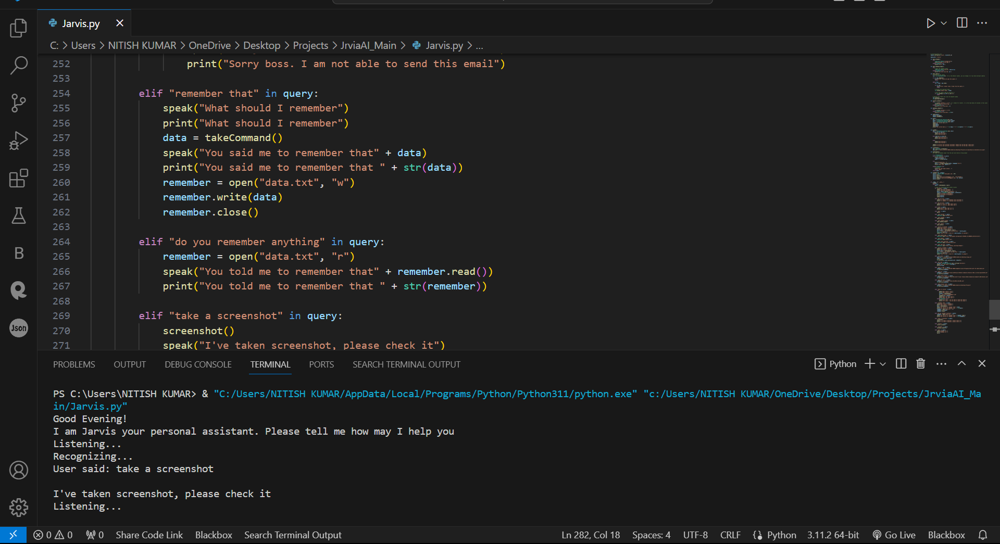 Jarvis.py
C: > Users > NITISH KUMAR > OneDrive > Desktop > Projects > JrviaAI_Main > Jarvis.py > ...
252 print("Sorry boss. I am not able to send this email")
253
254 elif "remember that" in query:
255 speak("What should I remember")
256 print("What should I remember")
257 data = takeCommand()
258 speak("You said me to remember that" + data)
259 print("You said me to remember that " + str(data))
260 remember = open("data.txt", "w")
261 remember.write(data)
262 remember.close()
263
264 elif "do you remember anything" in query:
265 remember = open("data.txt", "r")
266 speak("You told me to remember that" + remember.read())
267 print("You told me to remember that " + str(remember))
268
269 elif "take a screenshot" in query:
270 screenshot()
271 speak("I've taken screenshot, please check it")
B
Json
PROBLEMS OUTPUT DEBUG CONSOLE TERMINAL PORTS SEARCH TERMINAL OUTPUT Python
PS C:\Users\NITISH KUMAR> & "C:/Users/NITISH KUMAR/AppData/Local/Programs/Python/Python311/python.exe" "c:/Users/NITISH KUMAR/OneDrive/Desktop/Projects/JrviaAI_Ma
in/Jarvis.py"
Good Evening!
I am Jarvis your personal assistant. Please tell me how may I help you
Listening...
Recognizing...
User said: take a screenshot
I've taken screenshot, please check it
Listening...
0 0 0 Share Code Link Blackbox Search Terminal Output Ln 282, Col 18 Spaces: 4 UTF-8 CRLF Python 3.11.2 64-bit Go Live Blackbox